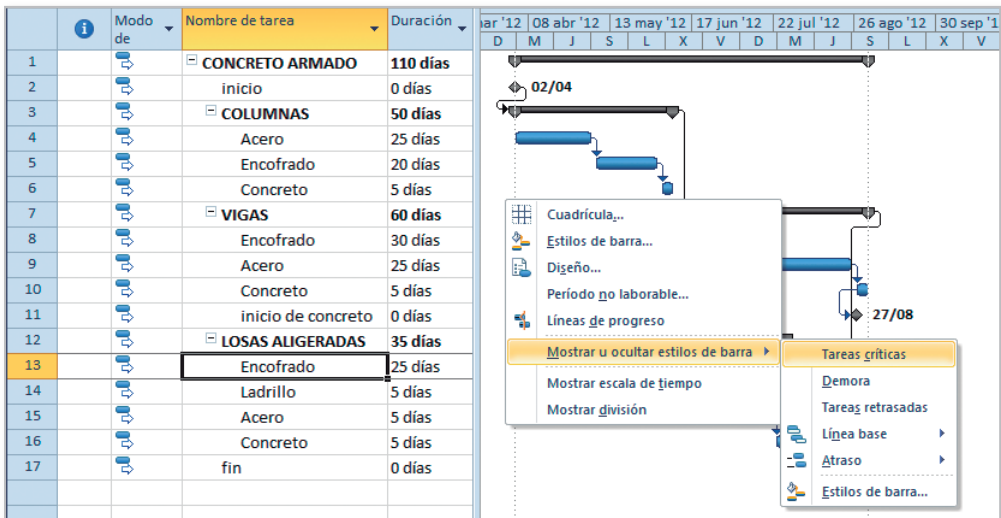 Modo de Nombre de tarea Duración
ar '12 08 abr '12 13 may '12 17 jun '12 22 jul '12 26 ago '12 30 sep '1
D M J S L X V D M J S L X V
1 CONCRETO ARMADO 110 días
2 inicio 0 días 02/04
3 COLUMNAS 50 días
4 Acero 25 días
5 Encofrado 20 días
6 Concreto 5 días
7 VIGAS 60 días
8 Encofrado 30 días
9 Acero 25 días
10 Concreto 5 días
11 inicio de concreto 0 días 27/08
12 LOSAS ALIGERADAS 35 días
13 Encofrado 25 días
14 Ladrillo 5 días
15 Acero 5 días
16 Concreto 5 días
17 fin 0 días
Cuadrícula...
Estilos de barra...
Diseño...
Período no laborable...
Líneas de progreso
Mostrar u ocultar estilos de barra
Mostrar escala de tiempo
Mostrar división
Tareas críticas
Demora
Tareas retrasadas
Línea base
Atraso
Estilos de barra...